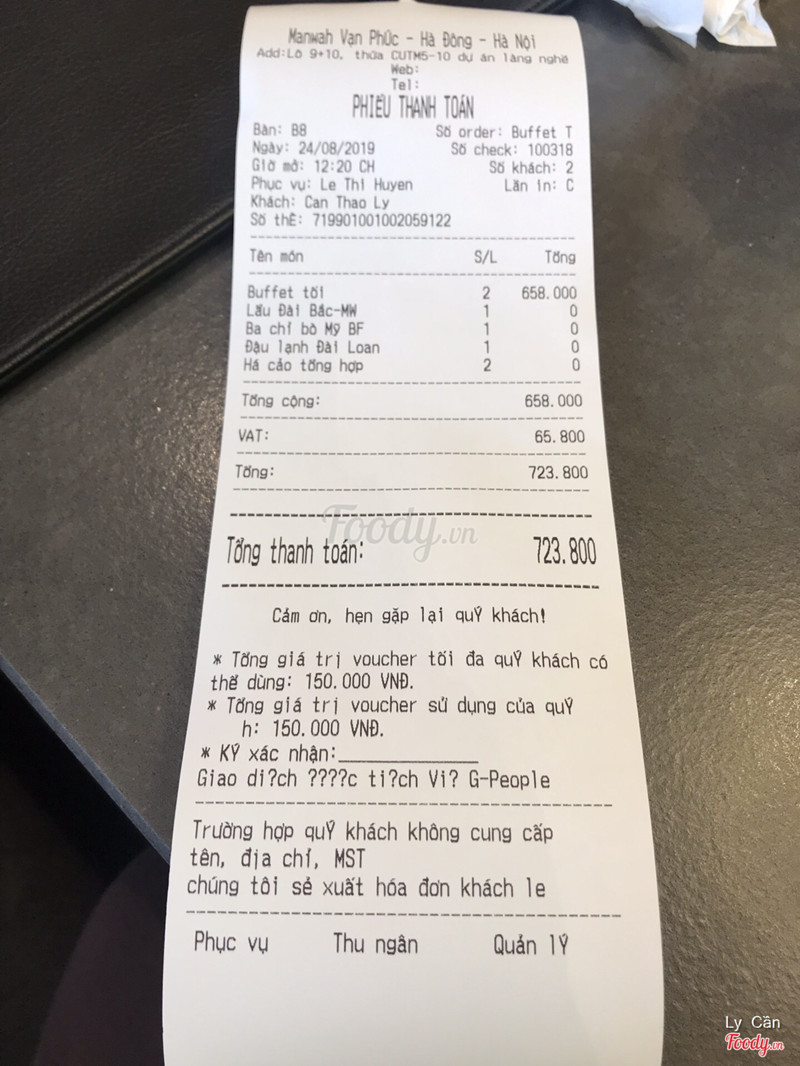 Manwah Vạn Phúc - Hà Đông - Hà Nội
Add:Lô 9+10, thửa CUTM5-10 dự án làng nghề
Web:
Tel:
PHIẾU THANH TOÁN
Bàn: B8 Số order: Buffet T
Ngày: 24/08/2019 Số check: 100318
Giờ mở: 12:20 CH Số khách: 2
Phục vụ: Le Thi Huyen Lần in: C
Khách: Can Thao Ly
Số thẻ: 719901001002059122
Tên món S/L Tổng
Buffet tối 2 658.000
Lẩu Đài Bắc-MW 1 0
Ba chỉ bò Mỹ BF 1 0
Đậu lạnh Đài Loan 1 0
Há cảo tổng hợp 2 0
Tổng cộng: 658.000
VAT: 65.800
Tổng: 723.800
Foody.vn
Tổng thanh toán: 723.800
Cảm ơn, hẹn gặp lại quÝ khách!
* Tổng giá trị voucher tối đa quÝ khách có
thể dùng: 150.000 VNĐ.
* Tổng giá trị voucher sử dụng của quÝ
h: 150.000 VNĐ.
* KÝ xác nhận:______________
Giao di?ch ????c ti?ch Vi? G-People
Trường hợp quÝ khách không cung cấp
tên, địa chỉ, MST
chúng tôi sẽ xuất hóa đơn khách le
Phục vụ Thu ngân Quản lÝ
Ly Cần
Foody.vn